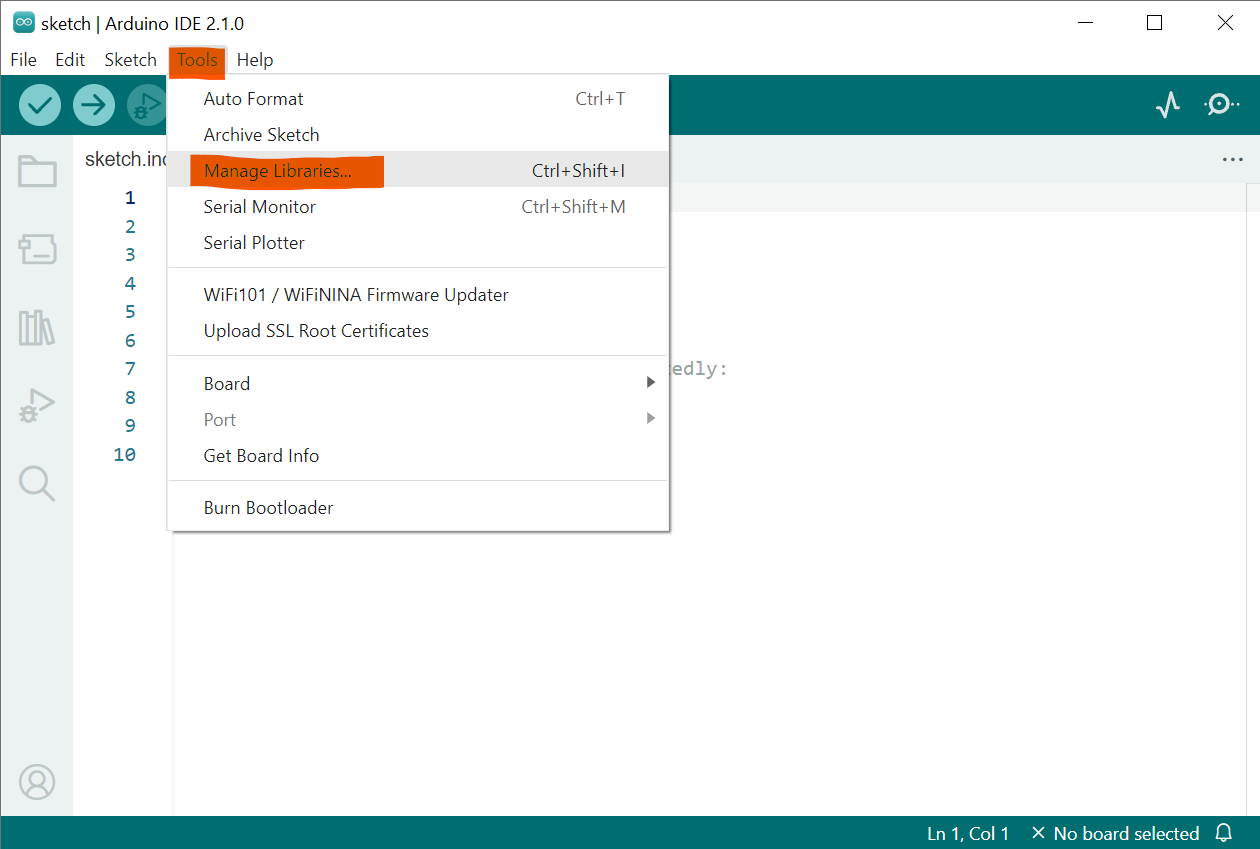 sketch | Arduino IDE 2.1.0
File Edit Sketch Tools Help
Auto Format Ctrl+T
Archive Sketch
Manage Libraries... Ctrl+Shift+I
Serial Monitor Ctrl+Shift+M
Serial Plotter
WiFi101 / WiFiNINA Firmware Updater
Upload SSL Root Certificates
Board
Port
Get Board Info
Burn Bootloader
sketch.ino
1
2
3
4
5
6
7 edly:
8
9
10
Ln 1, Col 1 No board selected